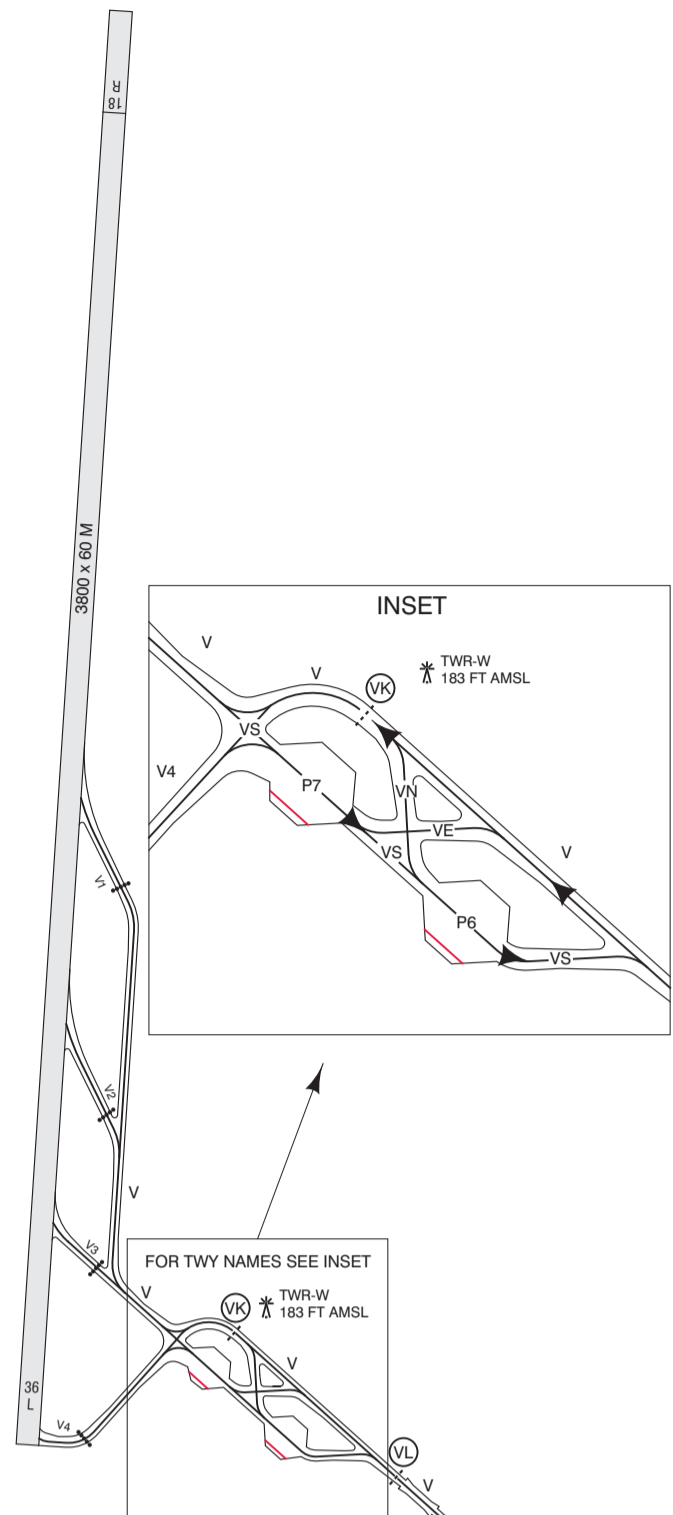 18
R
3800 x 60 M
INSET
V
V
VK
TWR-W
183 FT AMSL
VS
V4
P7
VN
VE
VS
V
P6
VS
V1
V2
V
V3
FOR TWY NAMES SEE INSET
V
VK
TWR-W
183 FT AMSL
V
36
L
V4
VL
V